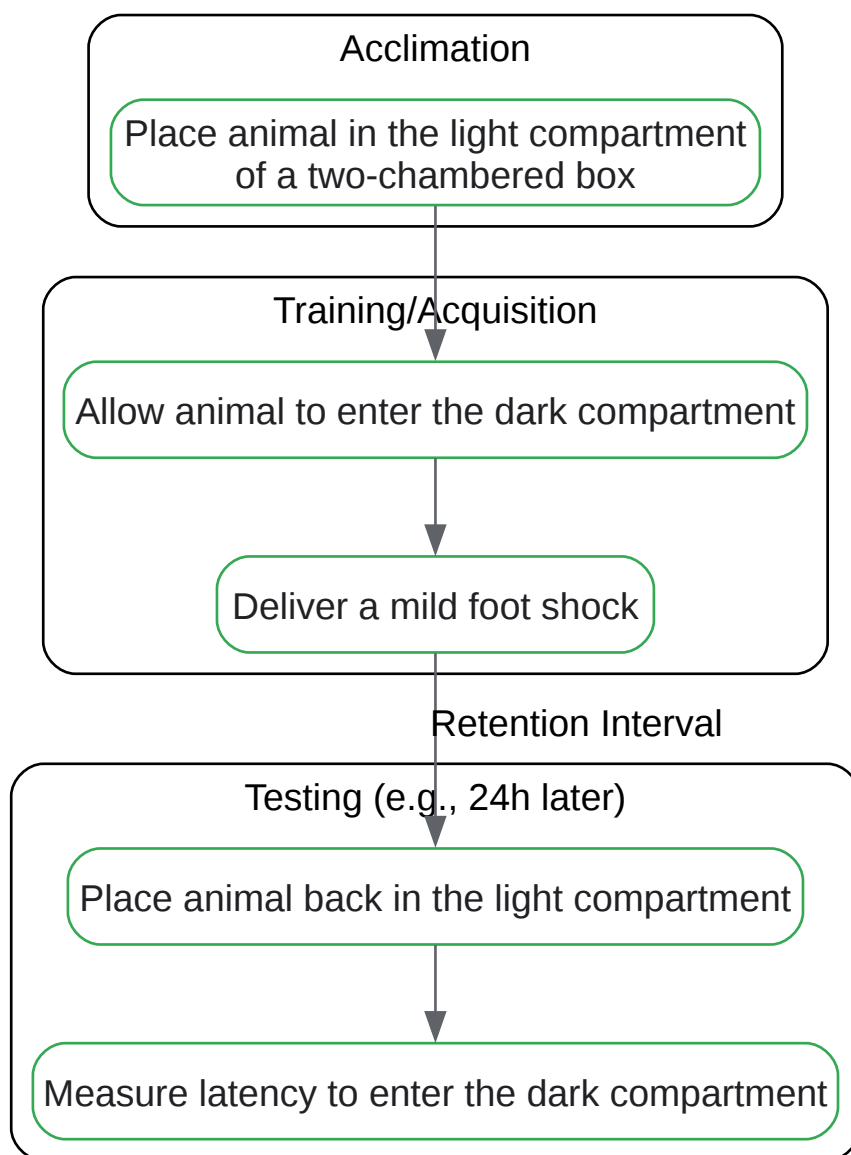 Acclimation
Place animal in the light compartment
of a two-chambered box
Training/Acquisition
Allow animal to enter the dark compartment
Deliver a mild foot shock
Retention Interval
Testing (e.g., 24h later)
Place animal back in the light compartment
Measure latency to enter the dark compartment